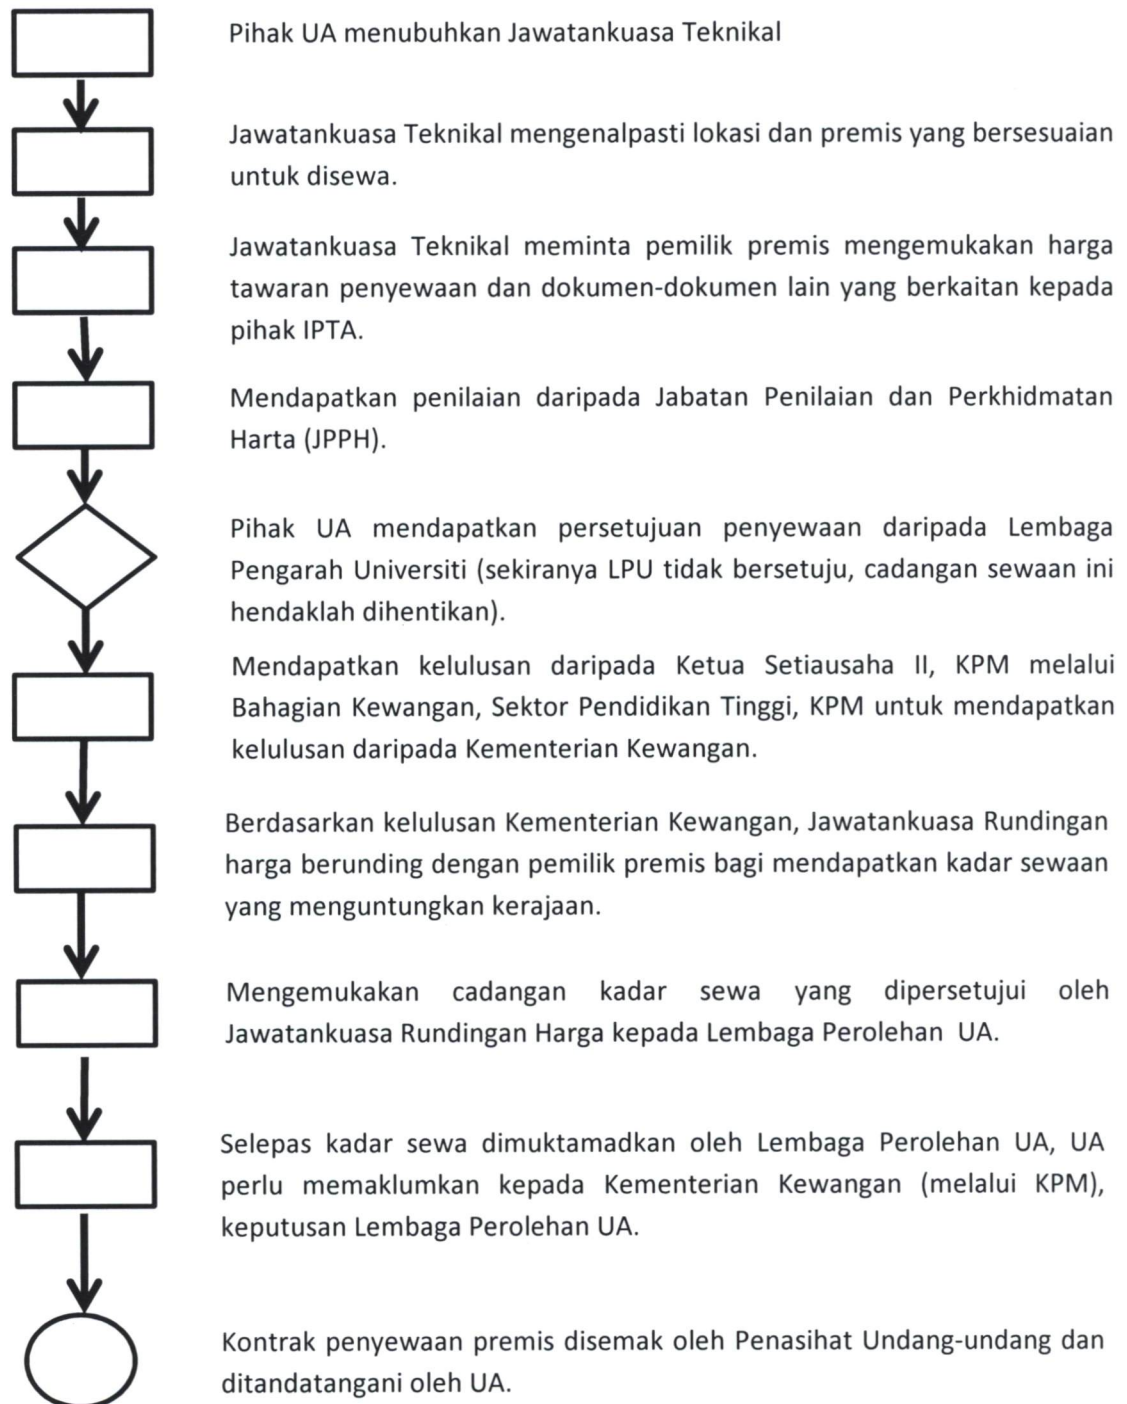 Pihak UA menubuhkan Jawatankuasa Teknikal
Jawatankuasa Teknikal mengenalpasti lokasi dan premis yang bersesuaian
untuk disewa.
Jawatankuasa Teknikal meminta pemilik premis mengemukakan harga
tawaran penyewaan dan dokumen-dokumen lain yang berkaitan kepada
pihak IPTA.
Mendapatkan penilaian daripada Jabatan Penilaian dan Perkhidmatan
Harta (JPPH).
Pihak UA mendapatkan persetujuan penyewaan daripada Lembaga
Pengarah Universiti (sekiranya LPU tidak bersetuju, cadangan sewaan ini
hendaklah dihentikan).
Mendapatkan kelulusan daripada Ketua Setiausaha II, KPM melalui
Bahagian Kewangan, Sektor Pendidikan Tinggi, KPM untuk mendapatkan
kelulusan daripada Kementerian Kewangan.
Berdasarkan kelulusan Kementerian Kewangan, Jawatankuasa Rundingan
harga berunding dengan pemilik premis bagi mendapatkan kadar sewaan
yang menguntungkan kerajaan.
Mengemukakan cadangan kadar sewa yang dipersetujui oleh
Jawatankuasa Rundingan Harga kepada Lembaga Perolehan UA.
Selepas kadar sewa dimuktamadkan oleh Lembaga Perolehan UA, UA
perlu memaklumkan kepada Kementerian Kewangan (melalui KPM),
keputusan Lembaga Perolehan UA.
Kontrak penyewaan premis disemak oleh Penasihat Undang-undang dan
ditandatangani oleh UA.